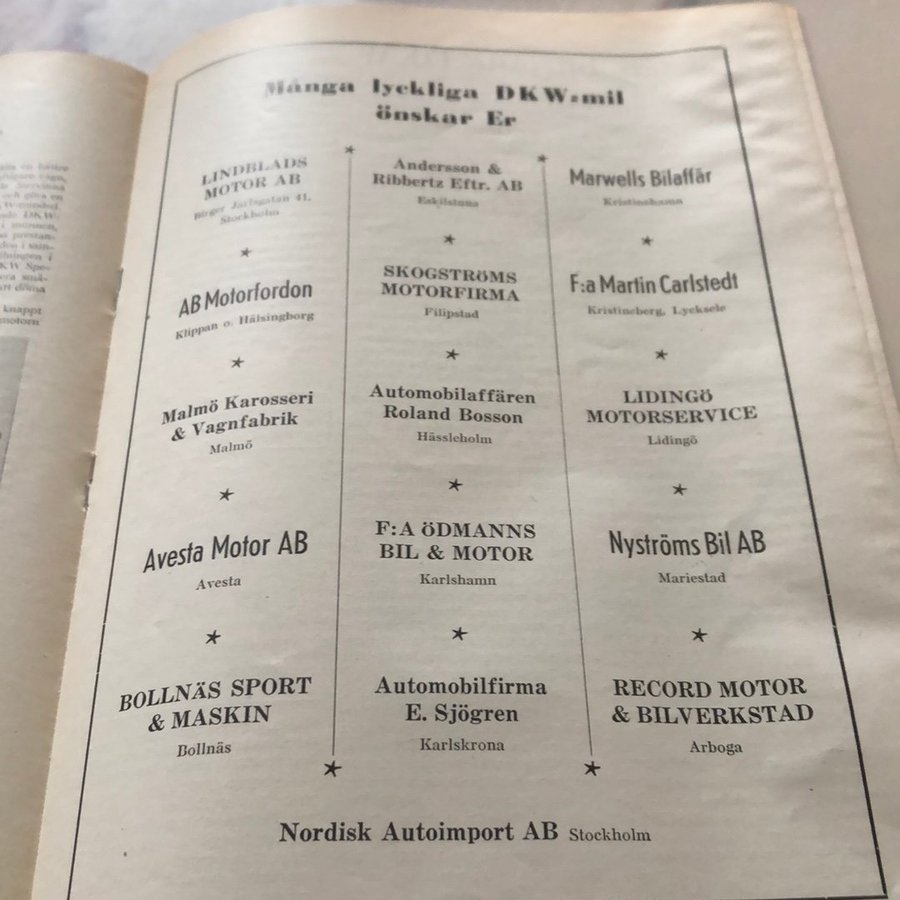 Många lyckliga DKW-mil
önskar Er
LINDBLADS
MOTOR AB
Birger Jarlsgatan 41,
Stockholm
AB Motorfordon
Klippan o. Hälsingborg
Malmö Karosseri
& Vagnfabrik
Malmö
Avesta Motor AB
Avesta
BOLLNÄS SPORT
& MASKIN
Bollnäs
Andersson &
Ribbertz Eftr. AB
Eskilstuna
SKOGSTRÖMS
MOTORFIRMA
Filipstad
Automobilaffären
Roland Bosson
Hässleholm
F:A ÖDMANNS
BIL & MOTOR
Karlshamn
Automobilfirma
E. Sjögren
Karlskrona
Marwells Bilaffär
Kristinehamn
F:a Martin Carlstedt
Kristineberg, Lycksele
LIDINGÖ
MOTORSERVICE
Lidingö
Nyströms Bil AB
Mariestad
RECORD MOTOR
& BILVERKSTAD
Arboga
Nordisk Autoimport AB Stockholm
knappt
motorn